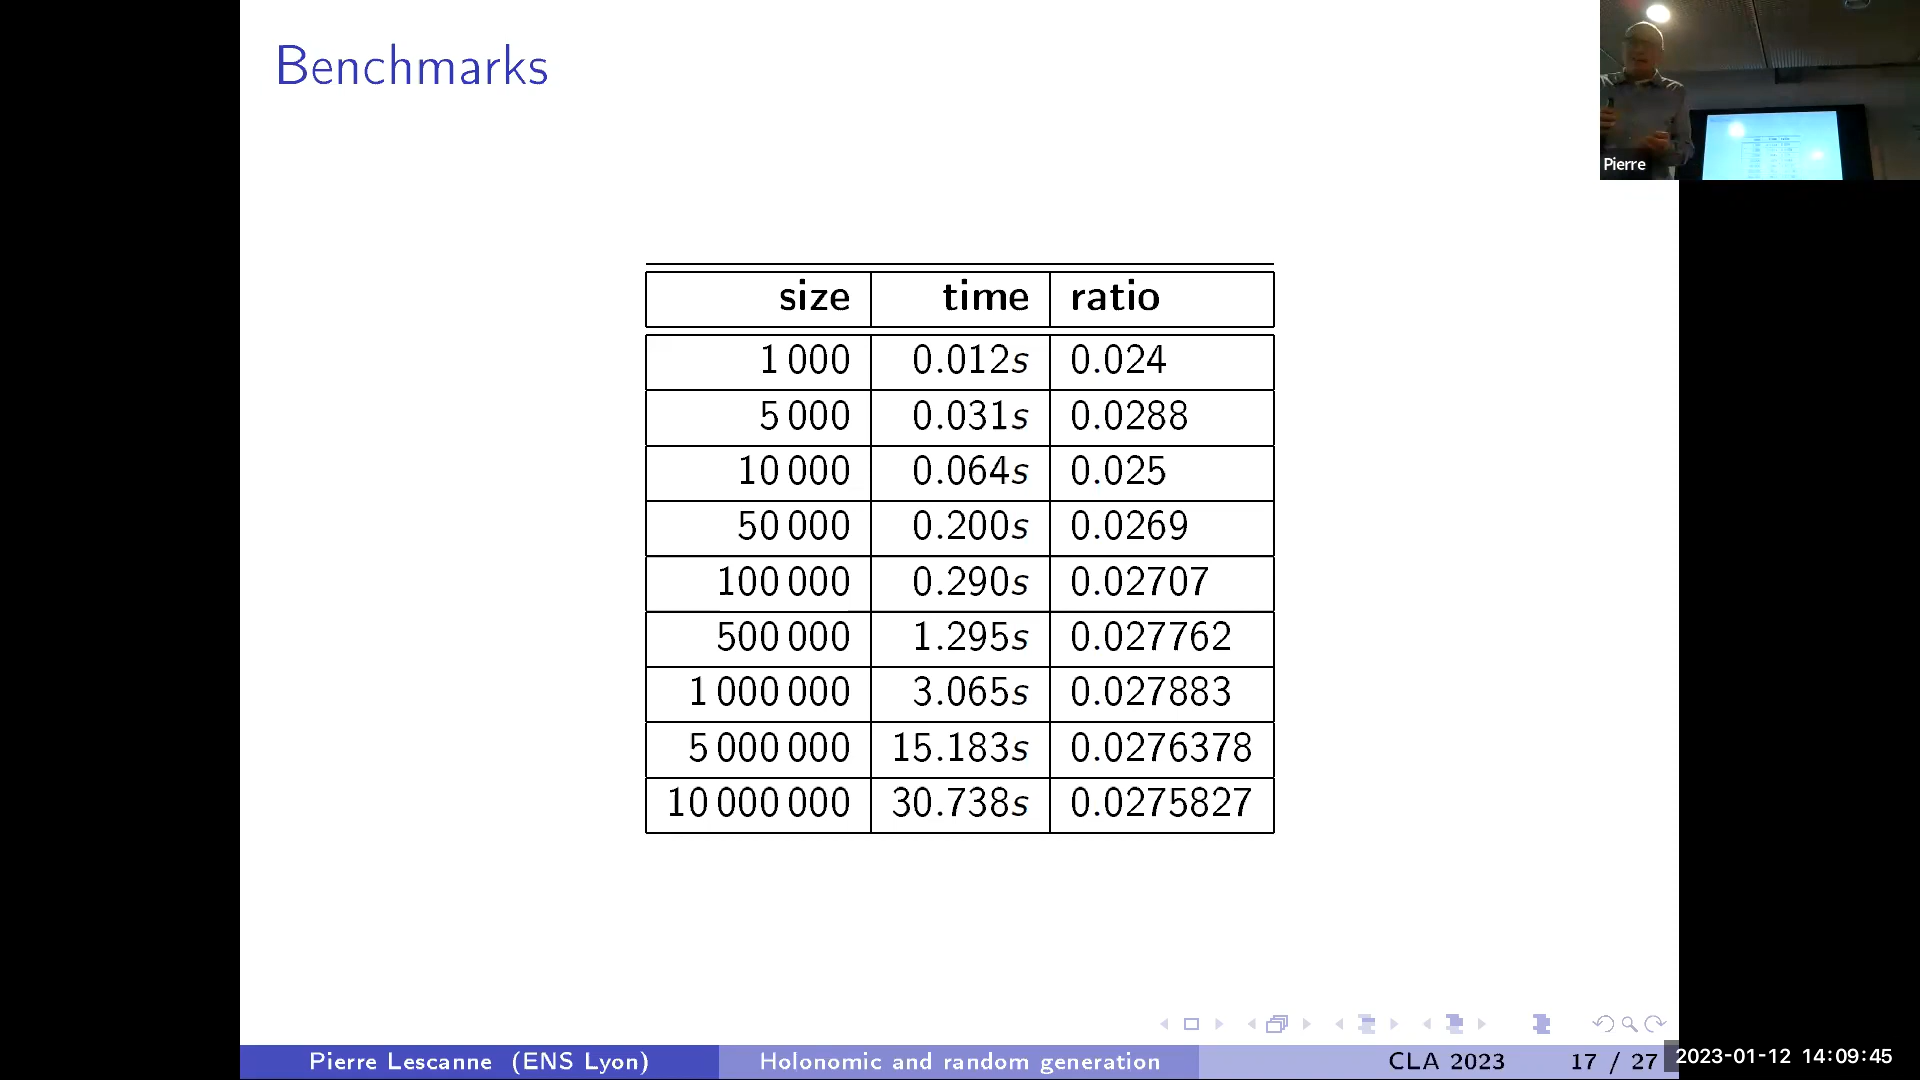 Benchmarks
Pierre
size time ratio
1 000 0.012s 0.024
5 000 0.031s 0.0288
10 000 0.064s 0.025
50 000 0.200s 0.0269
100 000 0.290s 0.02707
500 000 1.295s 0.027762
1 000 000 3.065s 0.027883
5 000 000 15.183s 0.0276378
10 000 000 30.738s 0.0275827
Pierre Lescanne (ENS Lyon) Holonomic and random generation CLA 2023 17 / 27
2023-01-12 14:09:45